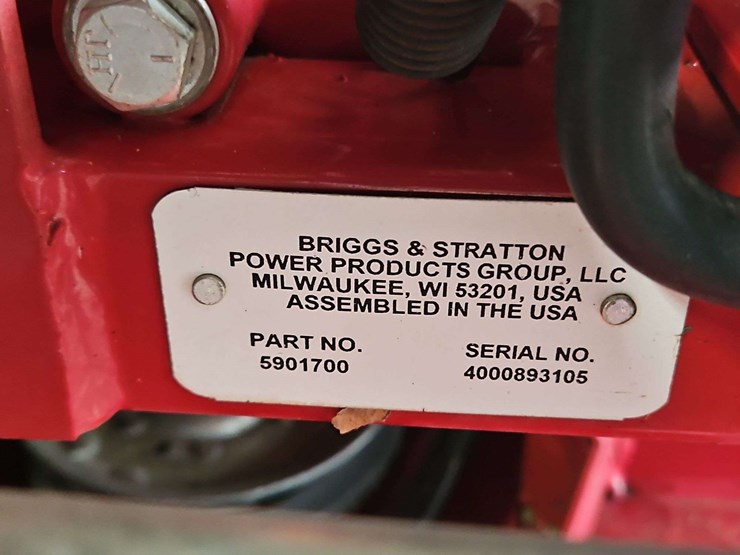 JH
BRIGGS & STRATTON
POWER PRODUCTS GROUP, LLC
MILWAUKEE, WI 53201, USA
ASSEMBLED IN THE USA
PART NO.
5901700
SERIAL NO.
4000893105